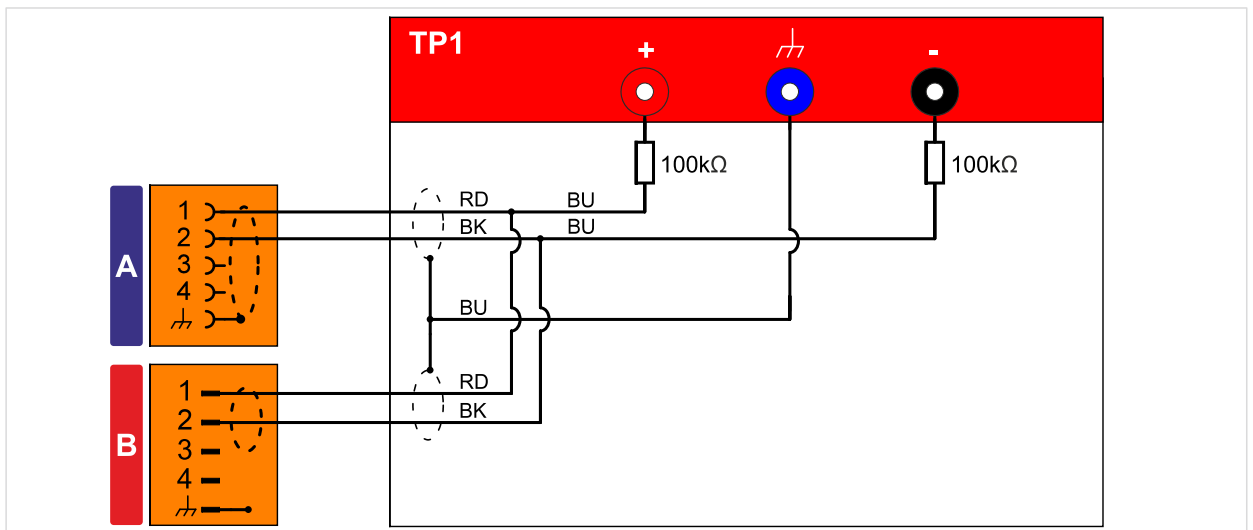 TP1
+ -
100kΩ 100kΩ
A
1 RD BU
2 BK BU
3
4
BU
B
1 RD
2 BK
3
4